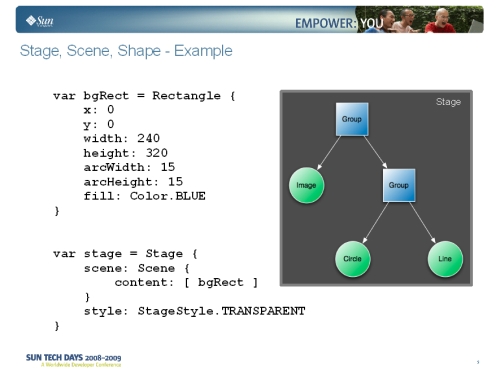 Sun
EMPOWER: YOU
Stage, Scene, Shape - Example
var bgRect = Rectangle {
x: 0
y: 0
width: 240
height: 320
arcWidth: 15
arcHeight: 15
fill: Color.BLUE
}
var stage = Stage {
scene: Scene {
content: [ bgRect ]
}
style: StageStyle.TRANSPARENT
}
Stage
Group
Image
Group
Circle
Line
SUN TECH DAYS 2008-2009
A Worldwide Developer Conference